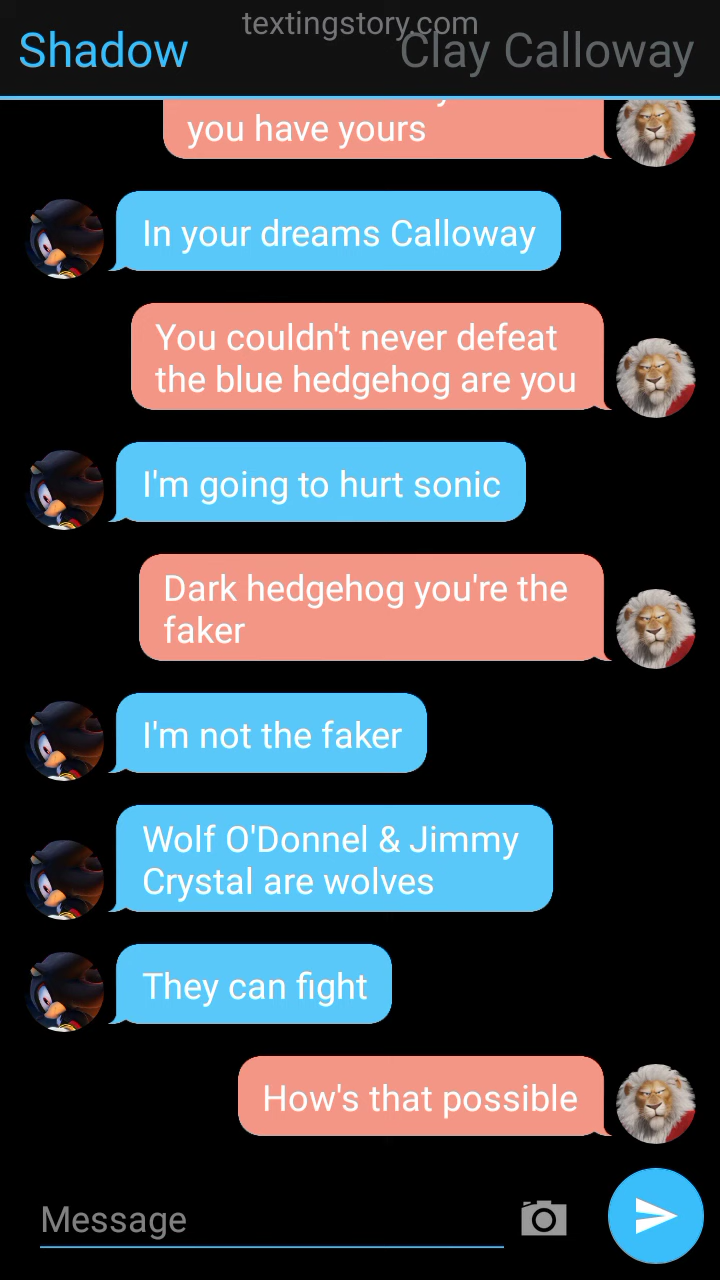 textingstory.com
Shadow
Clay Calloway
you have yours
In your dreams Calloway
You couldn't never defeat
the blue hedgehog are you
I'm going to hurt sonic
Dark hedgehog you're the
faker
I'm not the faker
Wolf O'Donnel & Jimmy
Crystal are wolves
They can fight
How's that possible
Message